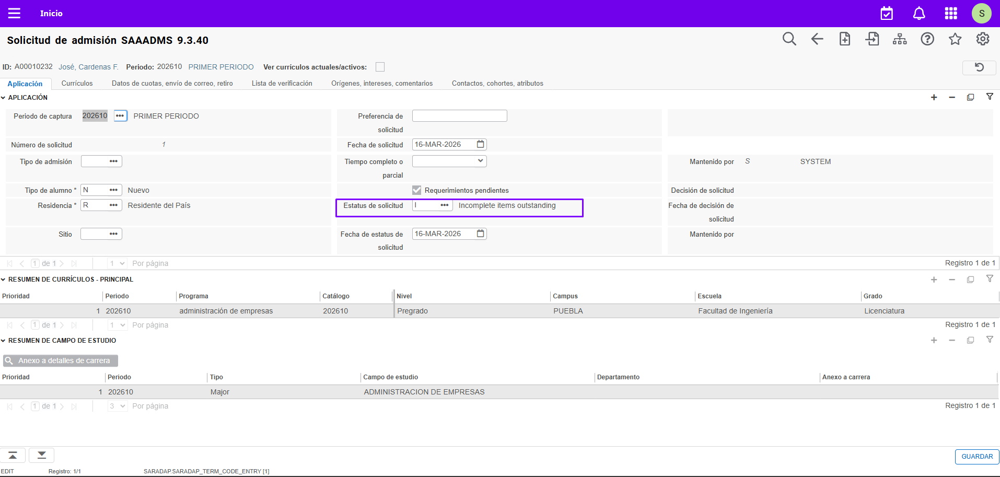 Inicio
S
Solicitud de admisión SAAADMS 9.3.40
ID: A00010232 José, Cardenas F. Periodo: 202610 PRIMER PERIODO Ver currículos actuales/activos:
Aplicación Currículos Datos de cuotas, envío de correo, retiro Lista de verificación Orígenes, intereses, comentarios Contactos, cohortes, atributos
APLICACIÓN
Periodo de captura 202610 PRIMER PERIODO
Preferencia de
solicitud
Número de solicitud 1
Fecha de solicitud 16-MAR-2026
Tipo de admisión
Tiempo completo o
parcial
Mantenido por S SYSTEM
Tipo de alumno * N Nuevo
Requerimientos pendientes
Decisión de solicitud
Residencia * R Residente del País
Estatus de solicitud I Incomplete items outstanding
Fecha de decisión de
solicitud
Sitio
Fecha de estatus de
solicitud
16-MAR-2026
Mantenido por
1 de 1 1 Por página Registro 1 de 1
RESUMEN DE CURRÍCULOS - PRINCIPAL
Prioridad Periodo Programa Catálogo Nivel Campus Escuela Grado
1 202610 administración de empresas 202610 Pregrado PUEBLA Facultad de Ingeniería Licenciatura
1 de 1 1 Por página Registro 1 de 1
RESUMEN DE CAMPO DE ESTUDIO
Anexo a detalles de carrera
Prioridad Periodo Tipo Campo de estudio Departamento Anexo a carrera
1 202610 Major ADMINISTRACION DE EMPRESAS
1 de 1 3 Por página Registro 1 de 1
GUARDAR
EDIT Registro: 1/1 SARADAP.SARADAP_TERM_CODE_ENTRY [1]